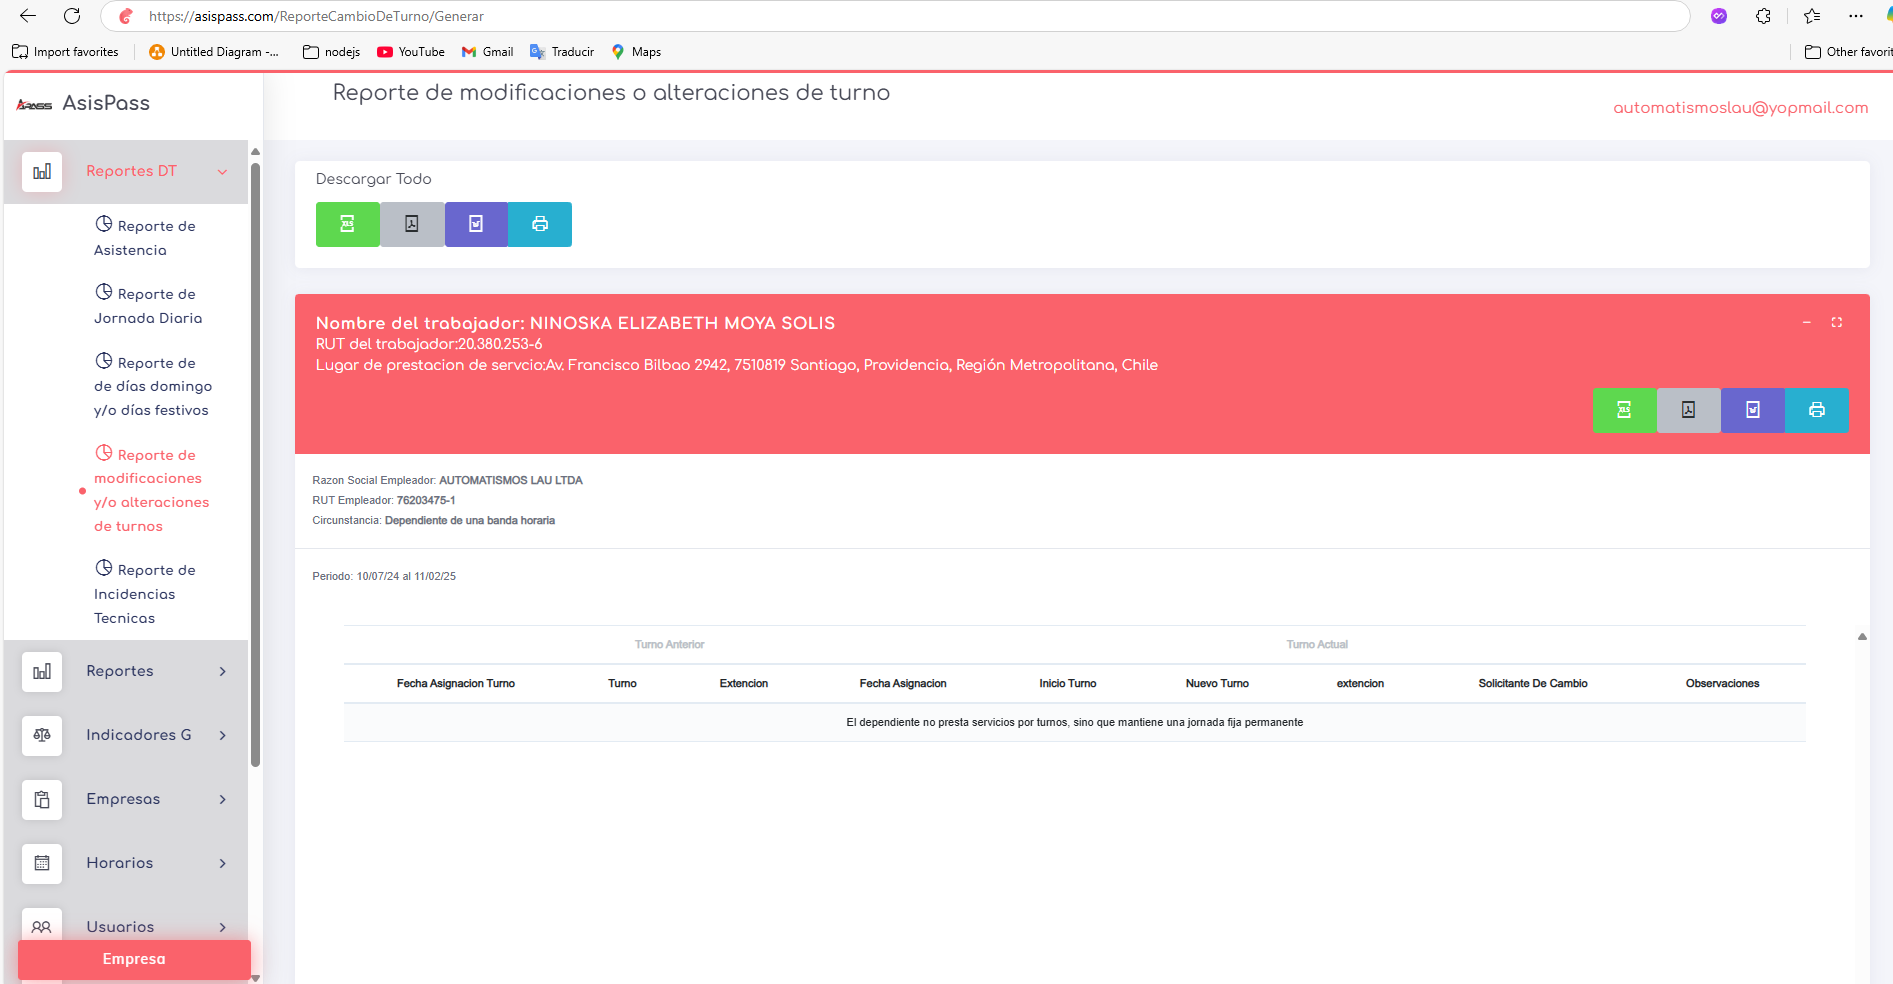 https://asispass.com/ReporteCambioDeTurno/Generar
Import favorites
Untitled Diagram -...
nodejs
YouTube
Gmail
Traducir
Maps
Other favorit
AsisPass
Reporte de modificaciones o alteraciones de turno
automatismoslau@yopmail.com
Reportes DT
Reporte de
Asistencia
Reporte de
Jornada Diaria
Reporte de
de días domingo
y/o días festivos
Reporte de
modificaciones
y/o alteraciones
de turnos
Reporte de
Incidencias
Tecnicas
Reportes
Indicadores G
Empresas
Horarios
Usuarios
Empresa
Descargar Todo
XLS
Nombre del trabajador: NINOSKA ELIZABETH MOYA SOLIS
RUT del trabajador:20.380.253-6
Lugar de prestacion de servcio:Av. Francisco Bilbao 2942, 7510819 Santiago, Providencia, Región Metropolitana, Chile
XLS
Razon Social Empleador: AUTOMATISMOS LAU LTDA
RUT Empleador: 76203475-1
Circunstancia: Dependiente de una banda horaria
Periodo: 10/07/24 al 11/02/25
Turno Anterior Turno Actual
Fecha Asignacion Turno Turno Extencion Fecha Asignacion Inicio Turno Nuevo Turno extencion Solicitante De Cambio Observaciones
El dependiente no presta servicios por turnos, sino que mantiene una jornada fija permanente